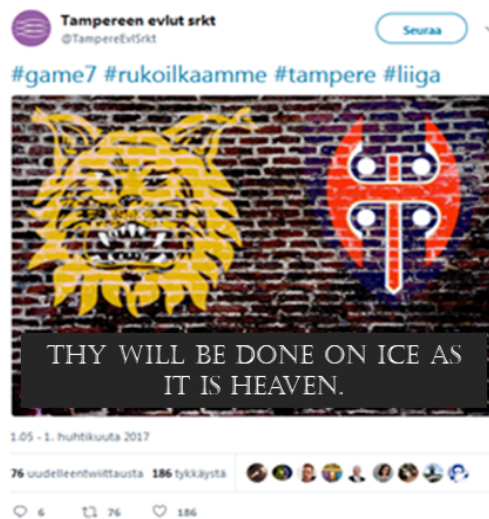 Tampereen evlut srkt
@TampereEvlSrkt
Seuraa
#game7 #rukoilkaamme #tampere #liiga
THY WILL BE DONE ON ICE AS
IT IS HEAVEN.
1.05 - 1. huhtikuuta 2017
76 uudelleentwiittausta 186 tykkäystä
6 76 186